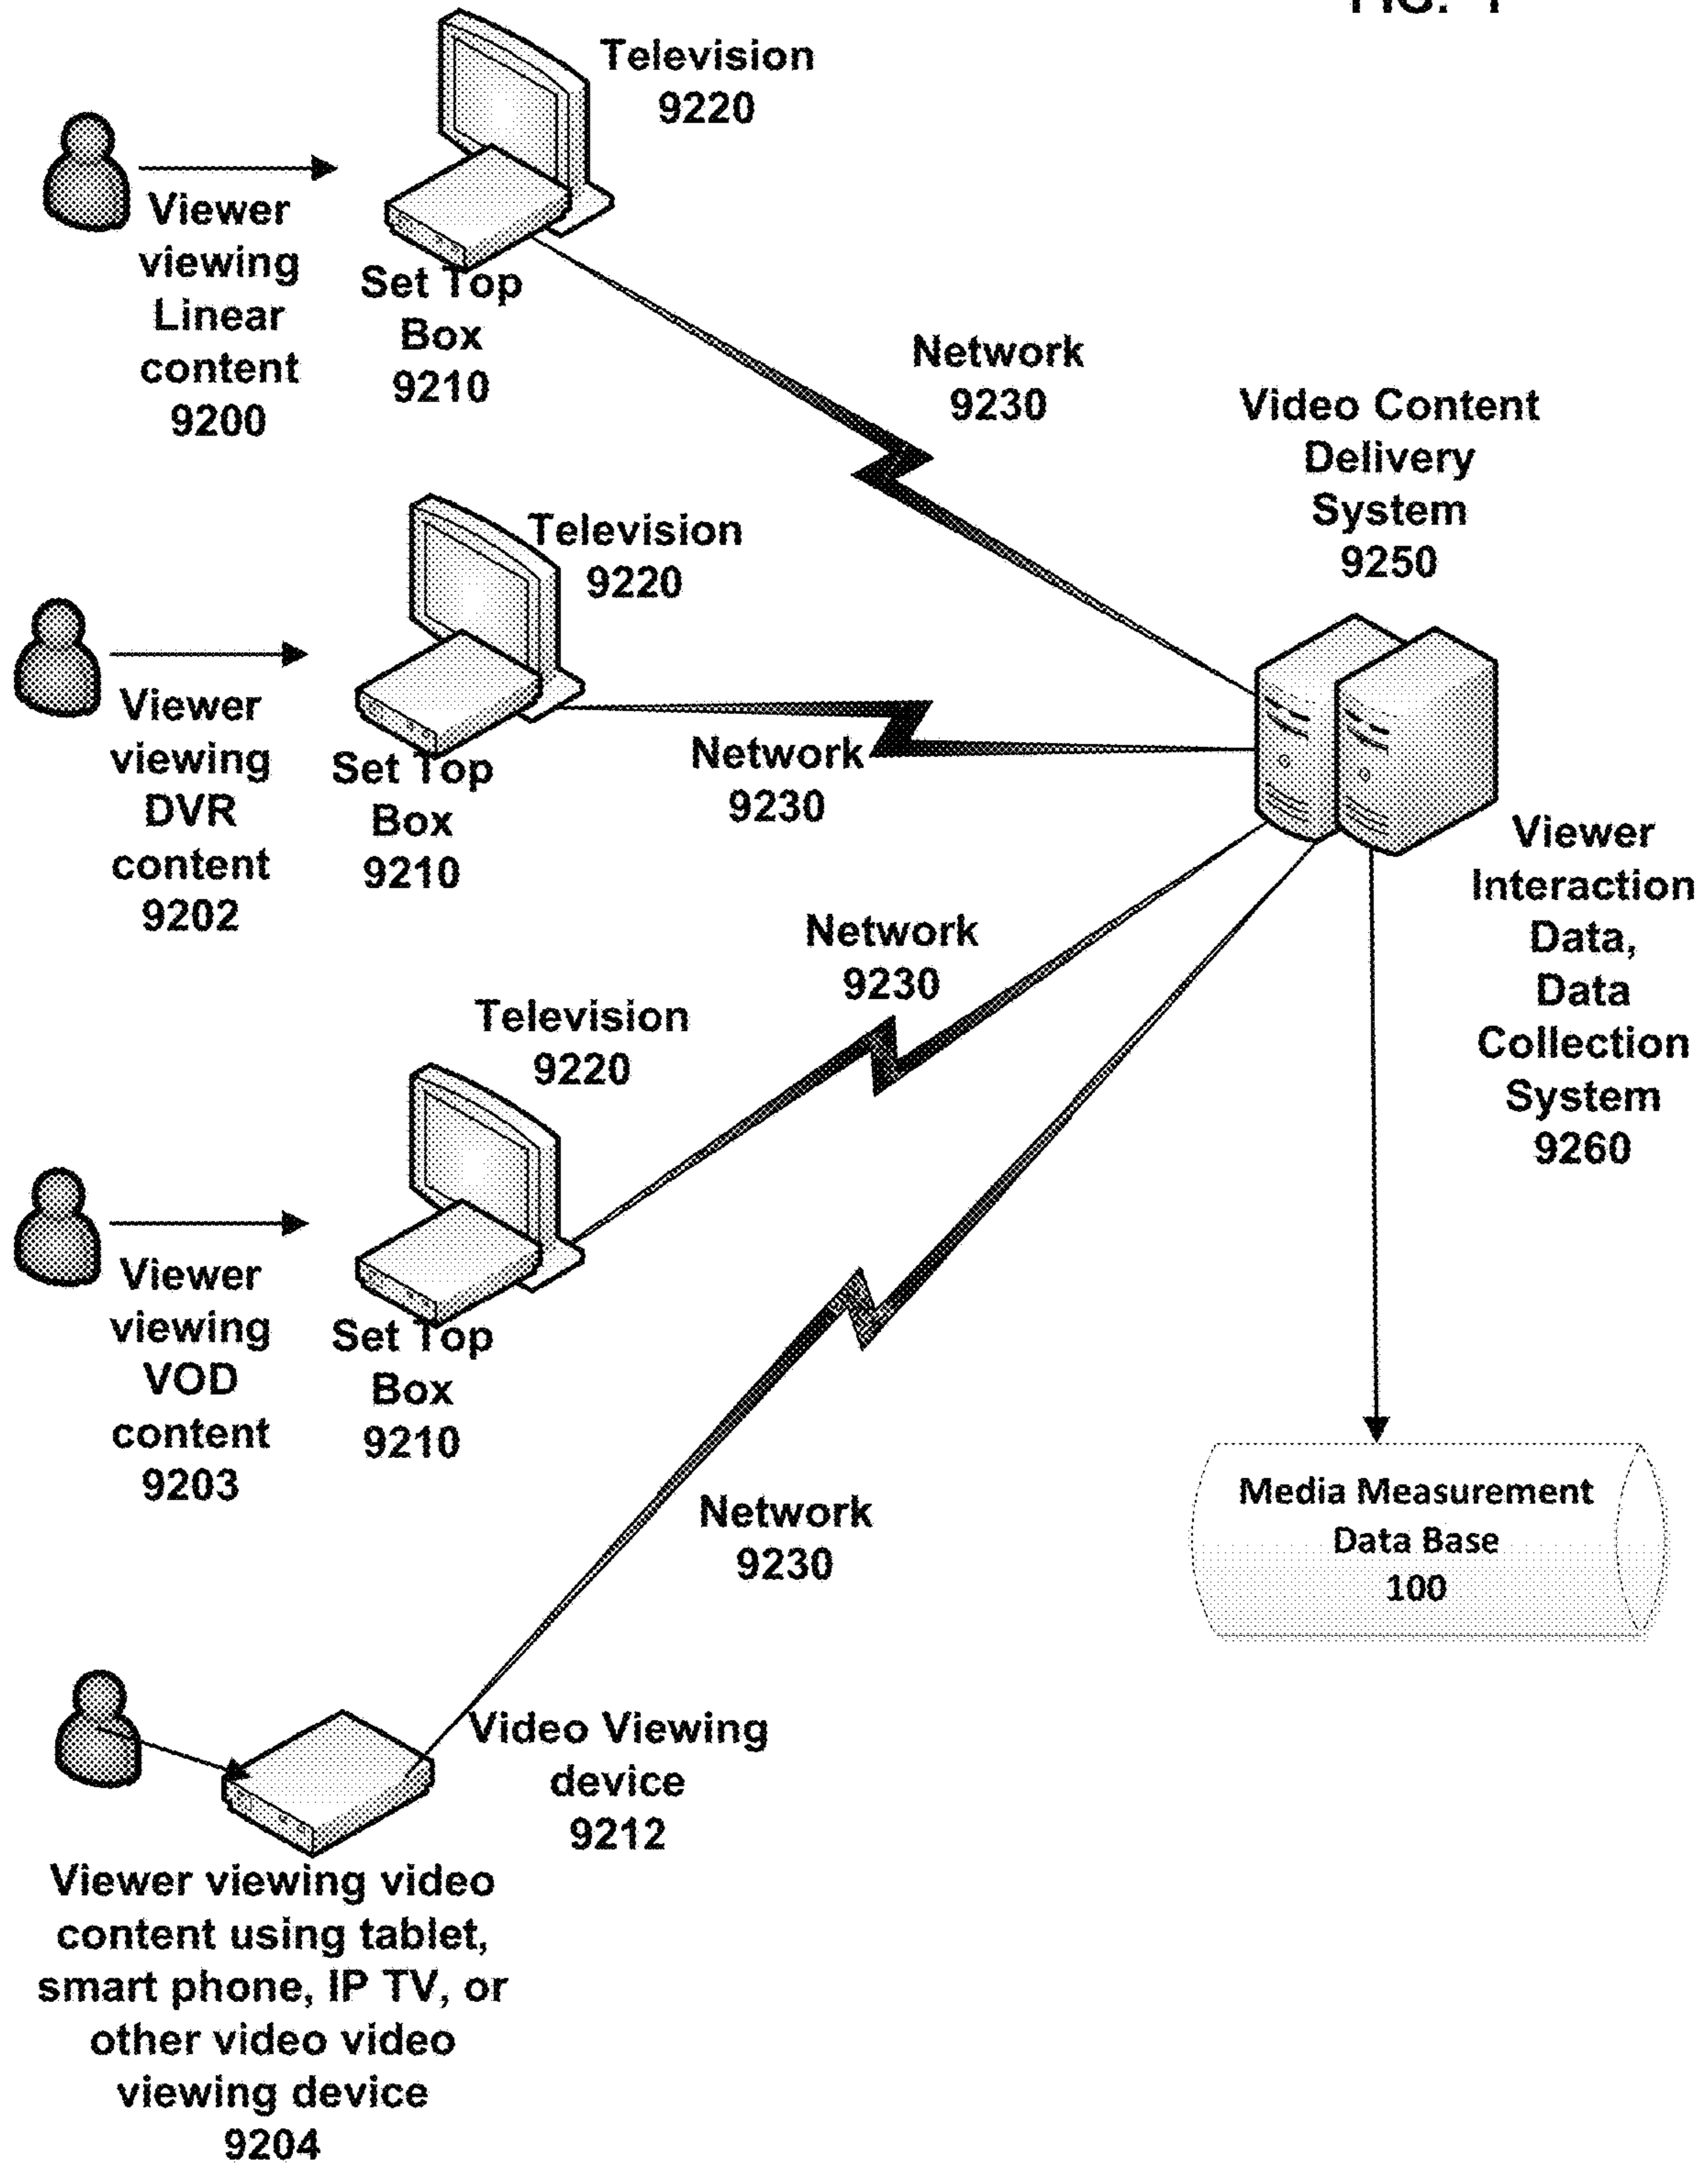 FIG. 1
Television
9220
Viewer
viewing
Linear
content
9200
Set Top
Box
9210
Network
9230
Video Content
Delivery
System
9250
Television
9220
Viewer
viewing
DVR
content
9202
Set Top
Box
9210
Network
9230
Viewer
Interaction
Data,
Data
Collection
System
9260
Network
9230
Television
9220
Viewer
viewing
VOD
content
9203
Set Top
Box
9210
Network
9230
Media Measurement
Data Base
100
Video Viewing
device
9212
Viewer viewing video
content using tablet,
smart phone, IP TV, or
other video video
viewing device
9204